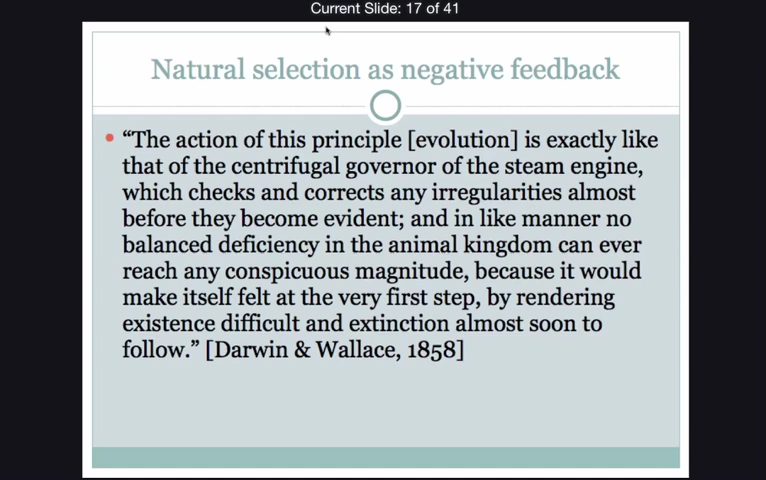 Current Slide: 17 of 41
Natural selection as negative feedback
• “The action of this principle [evolution] is exactly like
that of the centrifugal governor of the steam engine,
which checks and corrects any irregularities almost
before they become evident; and in like manner no
balanced deficiency in the animal kingdom can ever
reach any conspicuous magnitude, because it would
make itself felt at the very first step, by rendering
existence difficult and extinction almost soon to
follow.” [Darwin & Wallace, 1858]